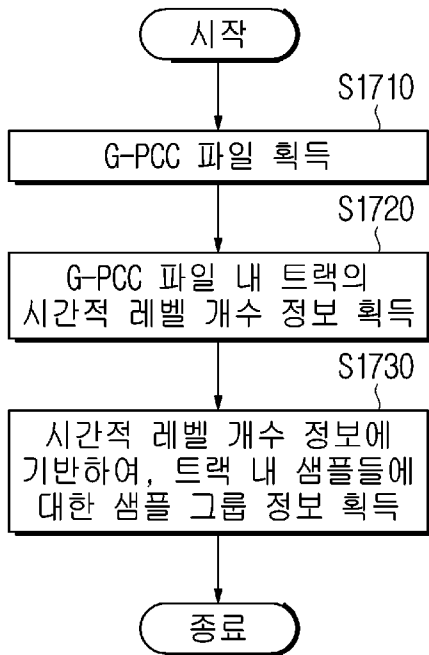 시작
S1710
G-PCC 파일 획득
S1720
G-PCC 파일 내 트랙의
시간적 레벨 개수 정보 획득
S1730
시간적 레벨 개수 정보에
기반하여, 트랙 내 샘플들에
대한 샘플 그룹 정보 획득
종료